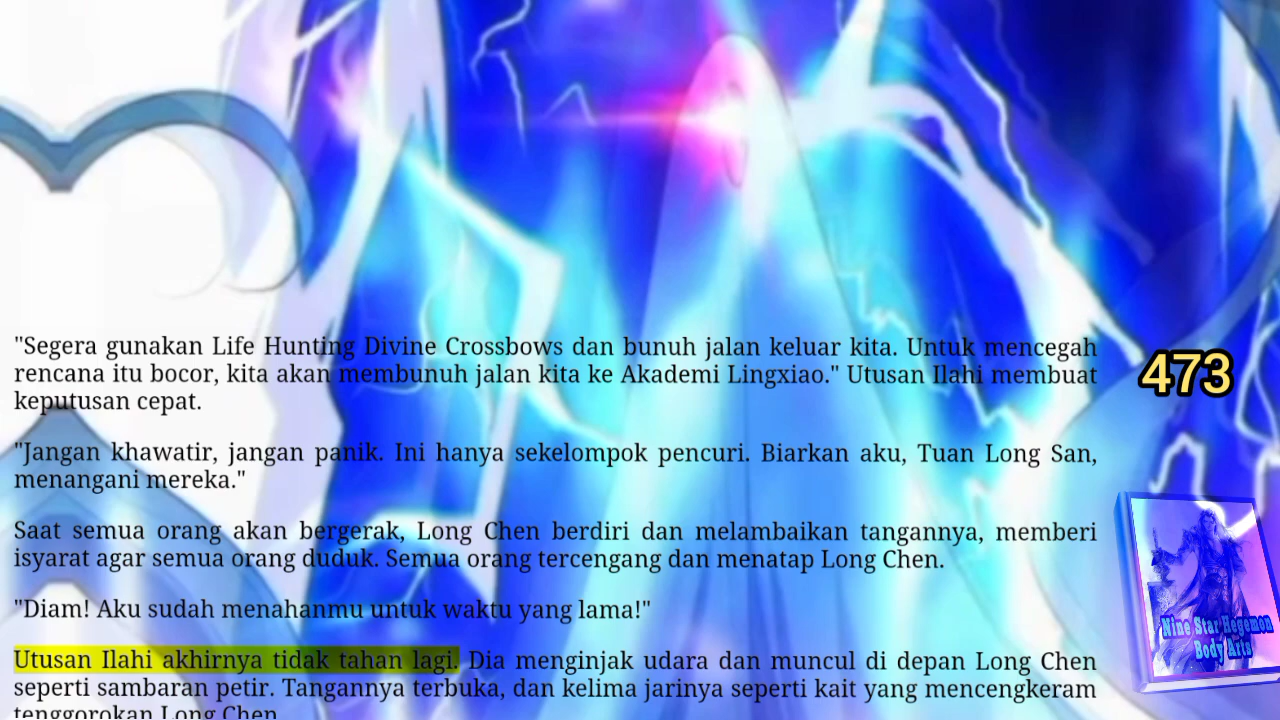 "Segera gunakan Life Hunting Divine Crossbows dan bunuh jalan keluar kita. Untuk mencegah
rencana itu bocor, kita akan membunuh jalan kita ke Akademi Lingxiao." Utusan Ilahi membuat
keputusan cepat.
"Jangan khawatir, jangan panik. Ini hanya sekelompok pencuri. Biarkan aku, Tuan Long San,
menangani mereka."
Saat semua orang akan bergerak, Long Chen berdiri dan melambaikan tangannya, memberi
isyarat agar semua orang duduk. Semua orang tercengang dan menatap Long Chen.
"Diam! Aku sudah menahanmu untuk waktu yang lama!"
Utusan Ilahi akhirnya tidak tahan lagi. Dia menginjak udara dan muncul di depan Long Chen
seperti sambaran petir. Tangannya terbuka, dan kelima jarinya seperti kait yang mencengkeram
tenggorokan Long Chen.
473
Nine Star Hegemon
Body Arts